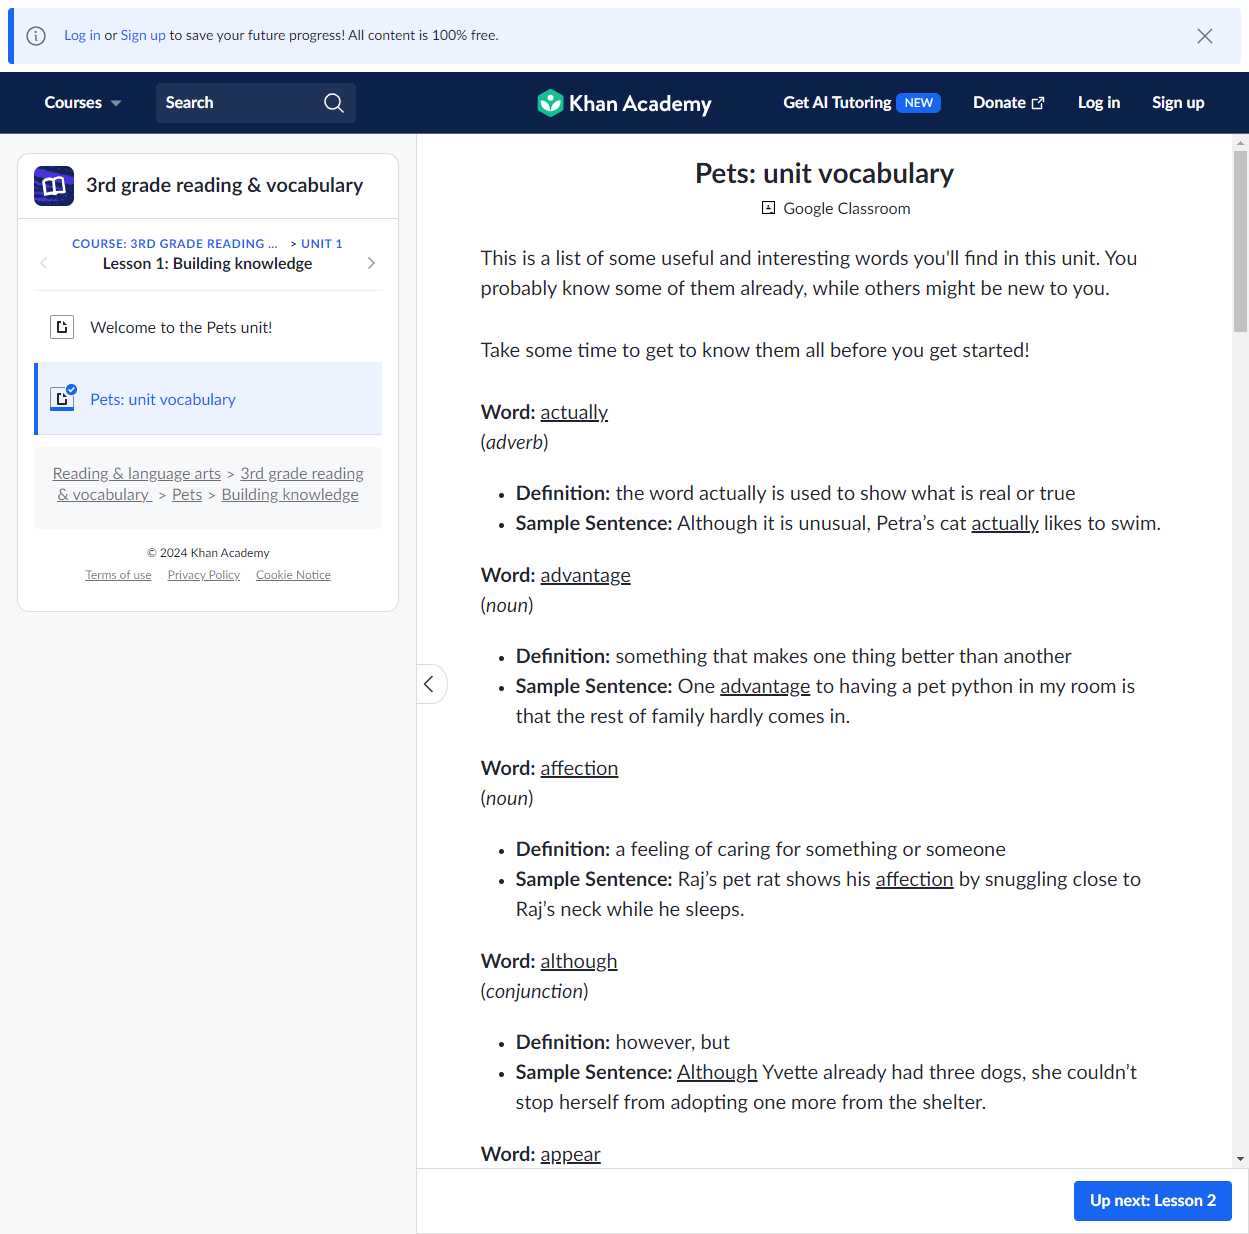 Log in or Sign up to save your future progress! All content is 100% free.
Courses
Search
Khan Academy
Get AI Tutoring NEW
Donate
Log in
Sign up
3rd grade reading & vocabulary
COURSE: 3RD GRADE READING ... > UNIT 1
Lesson 1: Building knowledge
Welcome to the Pets unit!
Pets: unit vocabulary
Reading & language arts > 3rd grade reading
& vocabulary > Pets > Building knowledge
© 2024 Khan Academy
Terms of use Privacy Policy Cookie Notice
Pets: unit vocabulary
Google Classroom
This is a list of some useful and interesting words you'll find in this unit. You
probably know some of them already, while others might be new to you.
Take some time to get to know them all before you get started!
Word: actually
(adverb)
• Definition: the word actually is used to show what is real or true
• Sample Sentence: Although it is unusual, Petra’s cat actually likes to swim.
Word: advantage
(noun)
• Definition: something that makes one thing better than another
• Sample Sentence: One advantage to having a pet python in my room is
that the rest of family hardly comes in.
Word: affection
(noun)
• Definition: a feeling of caring for something or someone
• Sample Sentence: Raj’s pet rat shows his affection by snuggling close to
Raj’s neck while he sleeps.
Word: although
(conjunction)
• Definition: however, but
• Sample Sentence: Although Yvette already had three dogs, she couldn’t
stop herself from adopting one more from the shelter.
Word: appear
Up next: Lesson 2